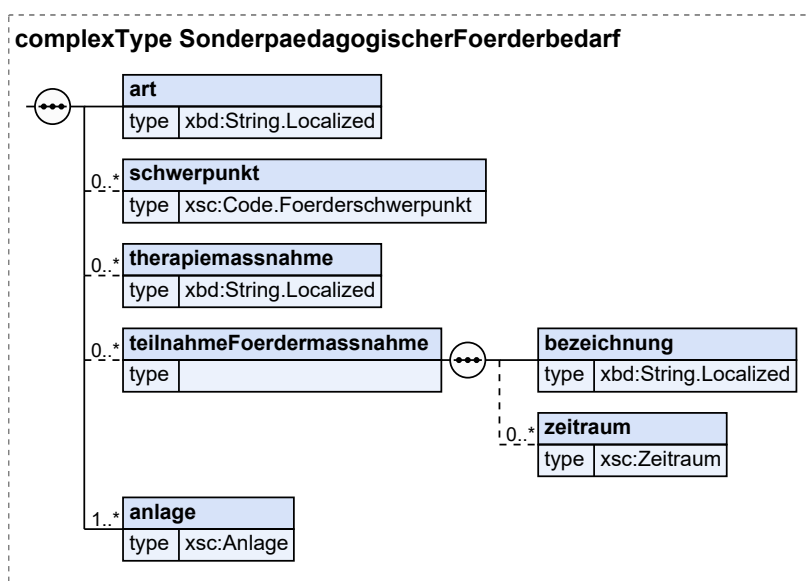 complexType SonderpaedagogischerFoerderbedarf
art
type xbd:String.Localized
0..* schwerpunkt
type xsc:Code.Foerderschwerpunkt
0..* therapiemassnahme
type xbd:String.Localized
0..* teilnahmeFoerdermassnahme
type
bezeichnung
type xbd:String.Localized
0..* zeitraum
type xsc:Zeitraum
1..* anlage
type xsc:Anlage